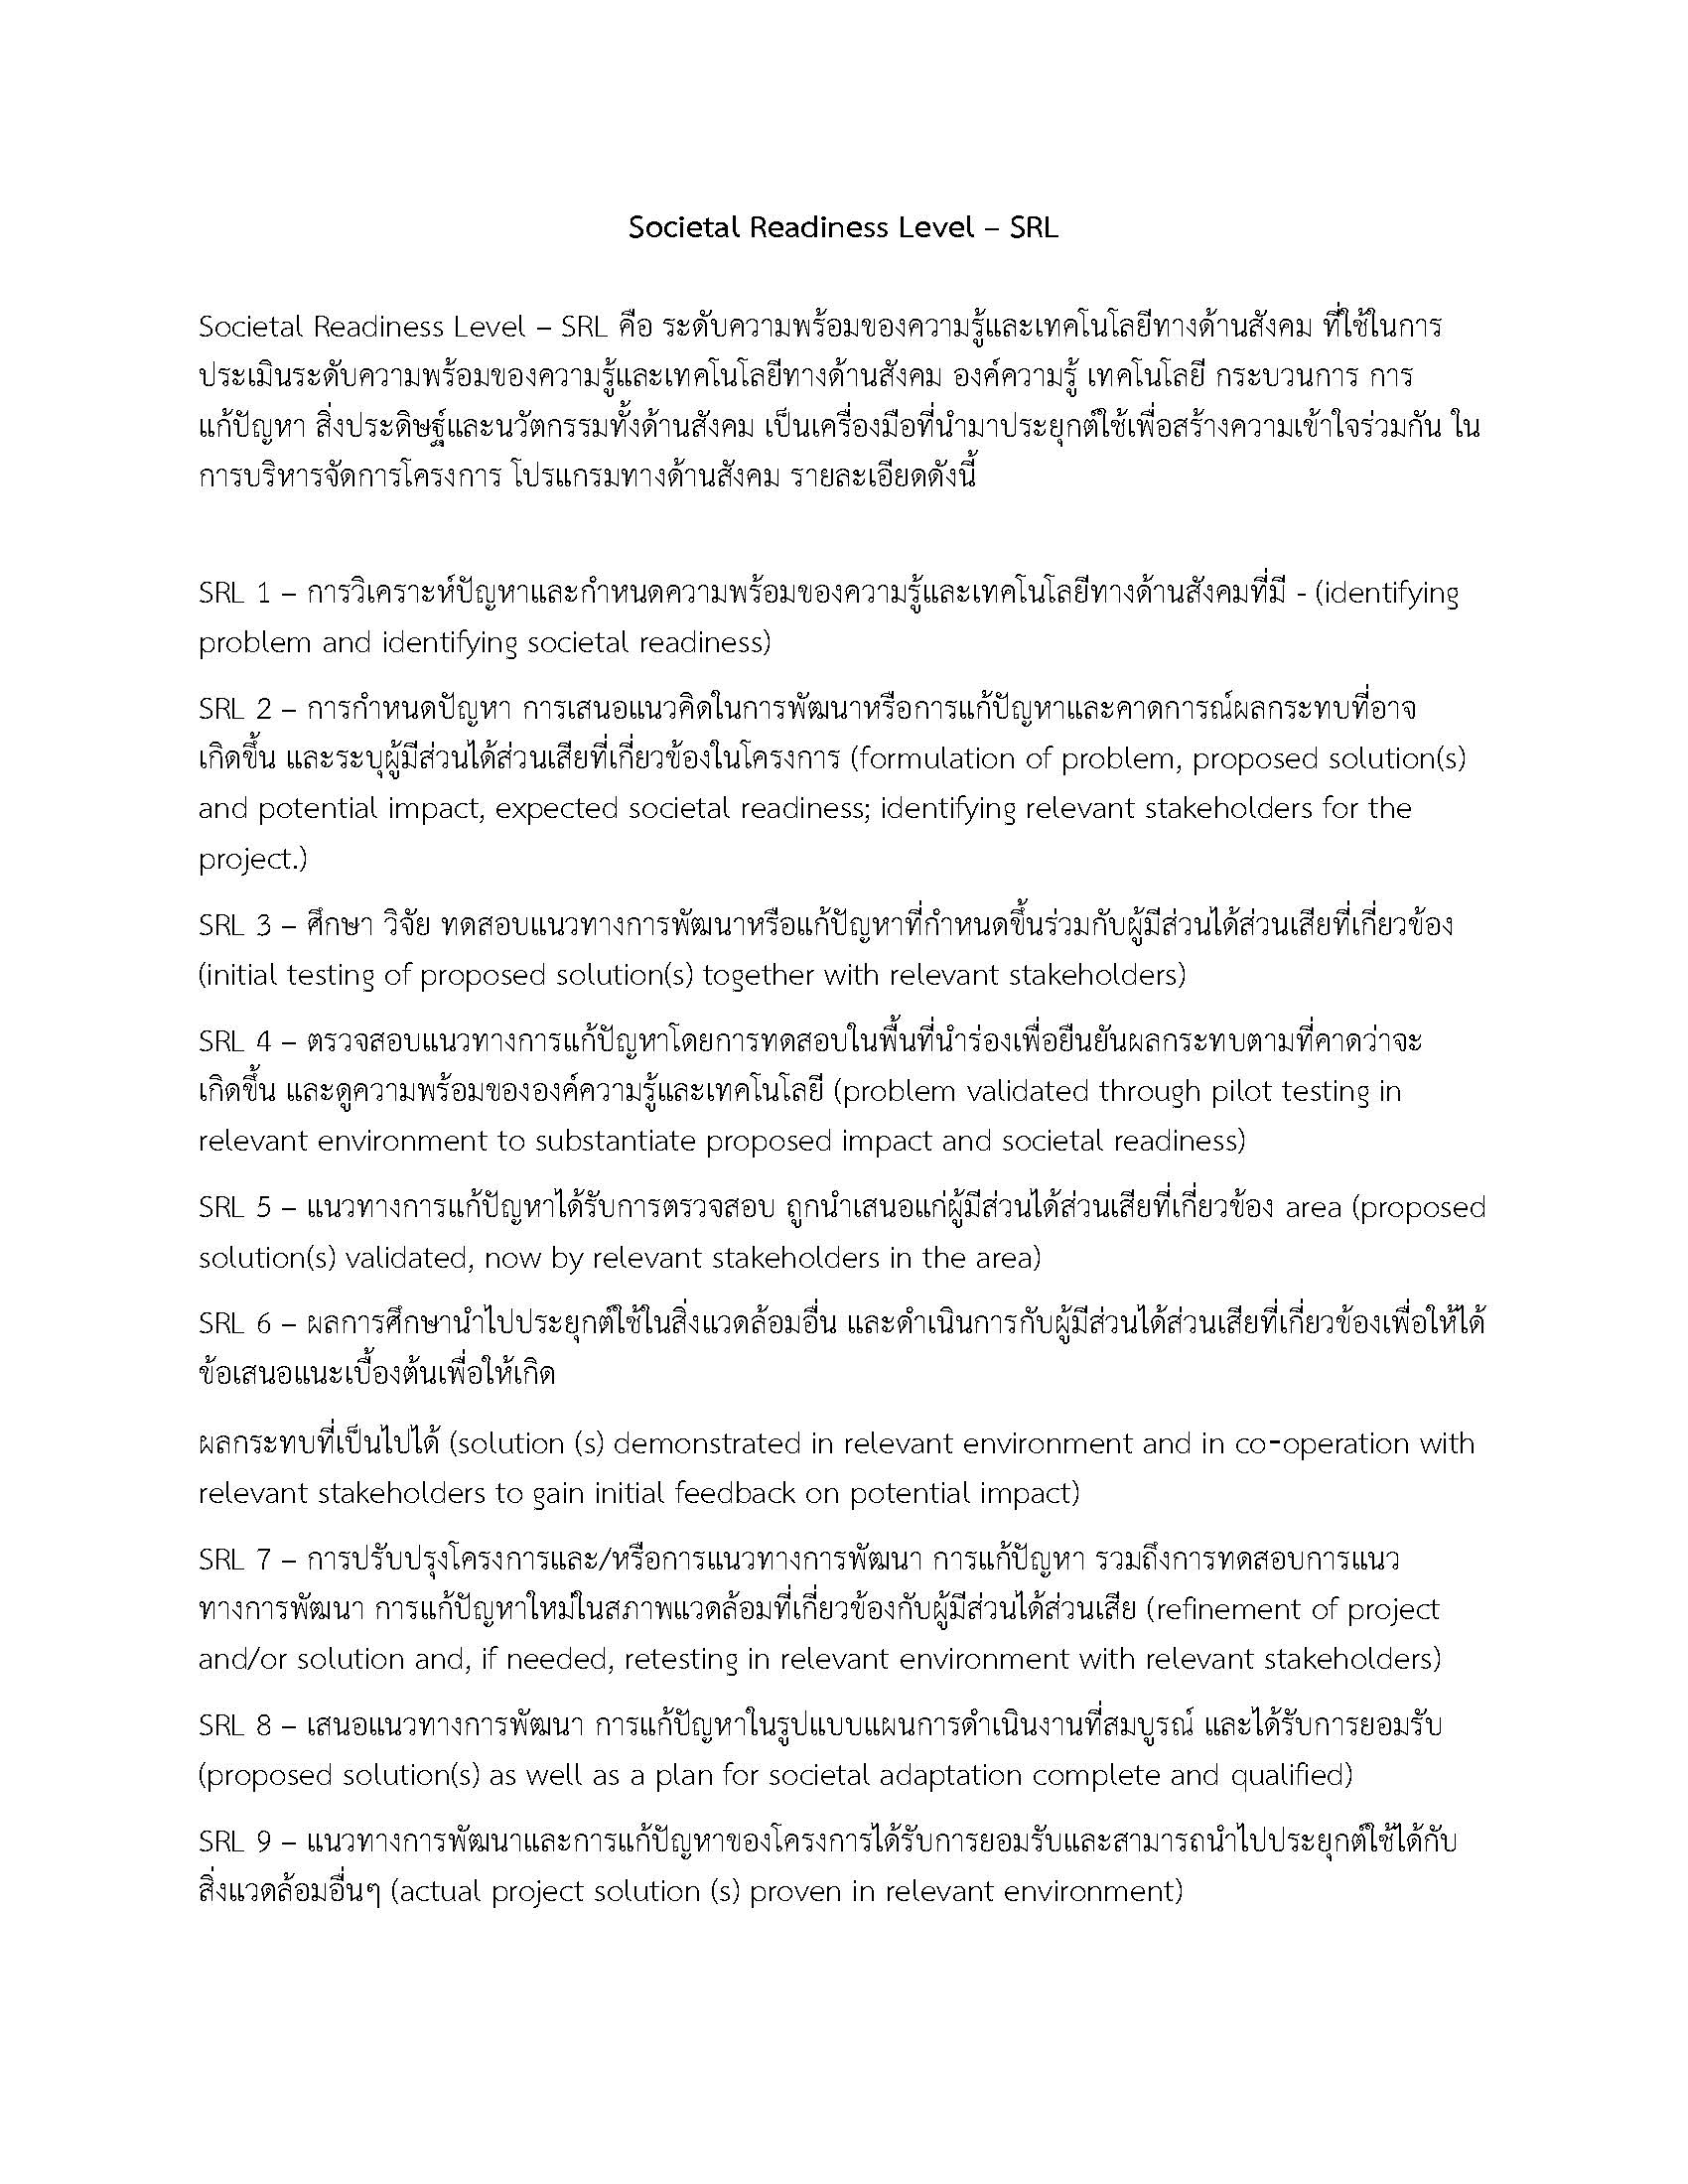 Societal Readiness Level – SRL
Societal Readiness Level – SRL คือ ระดับความพร้อมของความรู้และเทคโนโลยีทางด้านสังคม ที่ใช้ในการ
ประเมินระดับความพร้อมของความรู้และเทคโนโลยีทางด้านสังคม องค์ความรู้ เทคโนโลยี กระบวนการ การ
แก้ปัญหา สิ่งประดิษฐ์และนวัตกรรมทั้งด้านสังคม เป็นเครื่องมือที่นำมาประยุกต์ใช้เพื่อสร้างความเข้าใจร่วมกัน ใน
การบริหารจัดการโครงการ โปรแกรมทางด้านสังคม รายละเอียดดังนี้
SRL 1 – การวิเคราะห์ปัญหาและกำหนดความพร้อมของความรู้และเทคโนโลยีทางด้านสังคมที่มี - (identifying
problem and identifying societal readiness)
SRL 2 – การกำหนดปัญหา การเสนอแนวคิดในการพัฒนาหรือการแก้ปัญหาและคาดการณ์ผลกระทบที่อาจ
เกิดขึ้น และระบุผู้มีส่วนได้ส่วนเสียที่เกี่ยวข้องในโครงการ (formulation of problem, proposed solution(s)
and potential impact, expected societal readiness; identifying relevant stakeholders for the
project.)
SRL 3 – ศึกษา วิจัย ทดสอบแนวทางการพัฒนาหรือแก้ปัญหาที่กำหนดขึ้นร่วมกับผู้มีส่วนได้ส่วนเสียที่เกี่ยวข้อง
(initial testing of proposed solution(s) together with relevant stakeholders)
SRL 4 – ตรวจสอบแนวทางการแก้ปัญหาโดยการทดสอบในพื้นที่นำร่องเพื่อยืนยันผลกระทบตามที่คาดว่าจะ
เกิดขึ้น และดูความพร้อมขององค์ความรู้และเทคโนโลยี (problem validated through pilot testing in
relevant environment to substantiate proposed impact and societal readiness)
SRL 5 – แนวทางการแก้ปัญหาได้รับการตรวจสอบ ถูกนำเสนอแก่ผู้มีส่วนได้ส่วนเสียที่เกี่ยวข้อง area (proposed
solution(s) validated, now by relevant stakeholders in the area)
SRL 6 – ผลการศึกษานำไปประยุกต์ใช้ในสิ่งแวดล้อมอื่น และดำเนินการกับผู้มีส่วนได้ส่วนเสียที่เกี่ยวข้องเพื่อให้ได้
ข้อเสนอแนะเบื้องต้นเพื่อให้เกิด
ผลกระทบที่เป็นไปได้ (solution (s) demonstrated in relevant environment and in co-operation with
relevant stakeholders to gain initial feedback on potential impact)
SRL 7 – การปรับปรุงโครงการและ/หรือการแนวทางการพัฒนา การแก้ปัญหา รวมถึงการทดสอบการแนว
ทางการพัฒนา การแก้ปัญหาใหม่ในสภาพแวดล้อมที่เกี่ยวข้องกับผู้มีส่วนได้ส่วนเสีย (refinement of project
and/or solution and, if needed, retesting in relevant environment with relevant stakeholders)
SRL 8 – เสนอแนวทางการพัฒนา การแก้ปัญหาในรูปแบบแผนการดำเนินงานที่สมบูรณ์ และได้รับการยอมรับ
(proposed solution(s) as well as a plan for societal adaptation complete and qualified)
SRL 9 – แนวทางการพัฒนาและการแก้ปัญหาของโครงการได้รับการยอมรับและสามารถนำไปประยุกต์ใช้ได้กับ
สิ่งแวดล้อมอื่นๆ (actual project solution (s) proven in relevant environment)